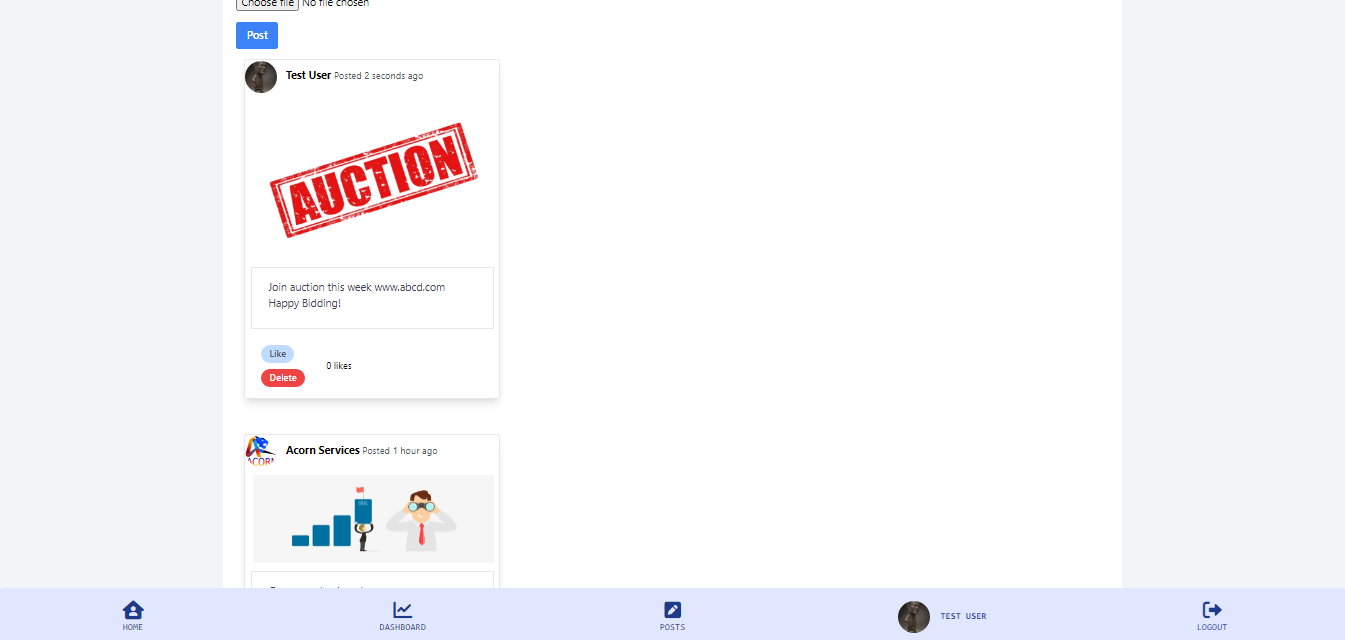 Choose file No file chosen
Post
Test User Posted 2 seconds ago
AUCTION
Join auction this week www.abcd.com
Happy Bidding!
Like
0 likes
Delete
ACORN
Acorn Services Posted 1 hour ago
HOME
DASHBOARD
POSTS
TEST USER
LOGOUT